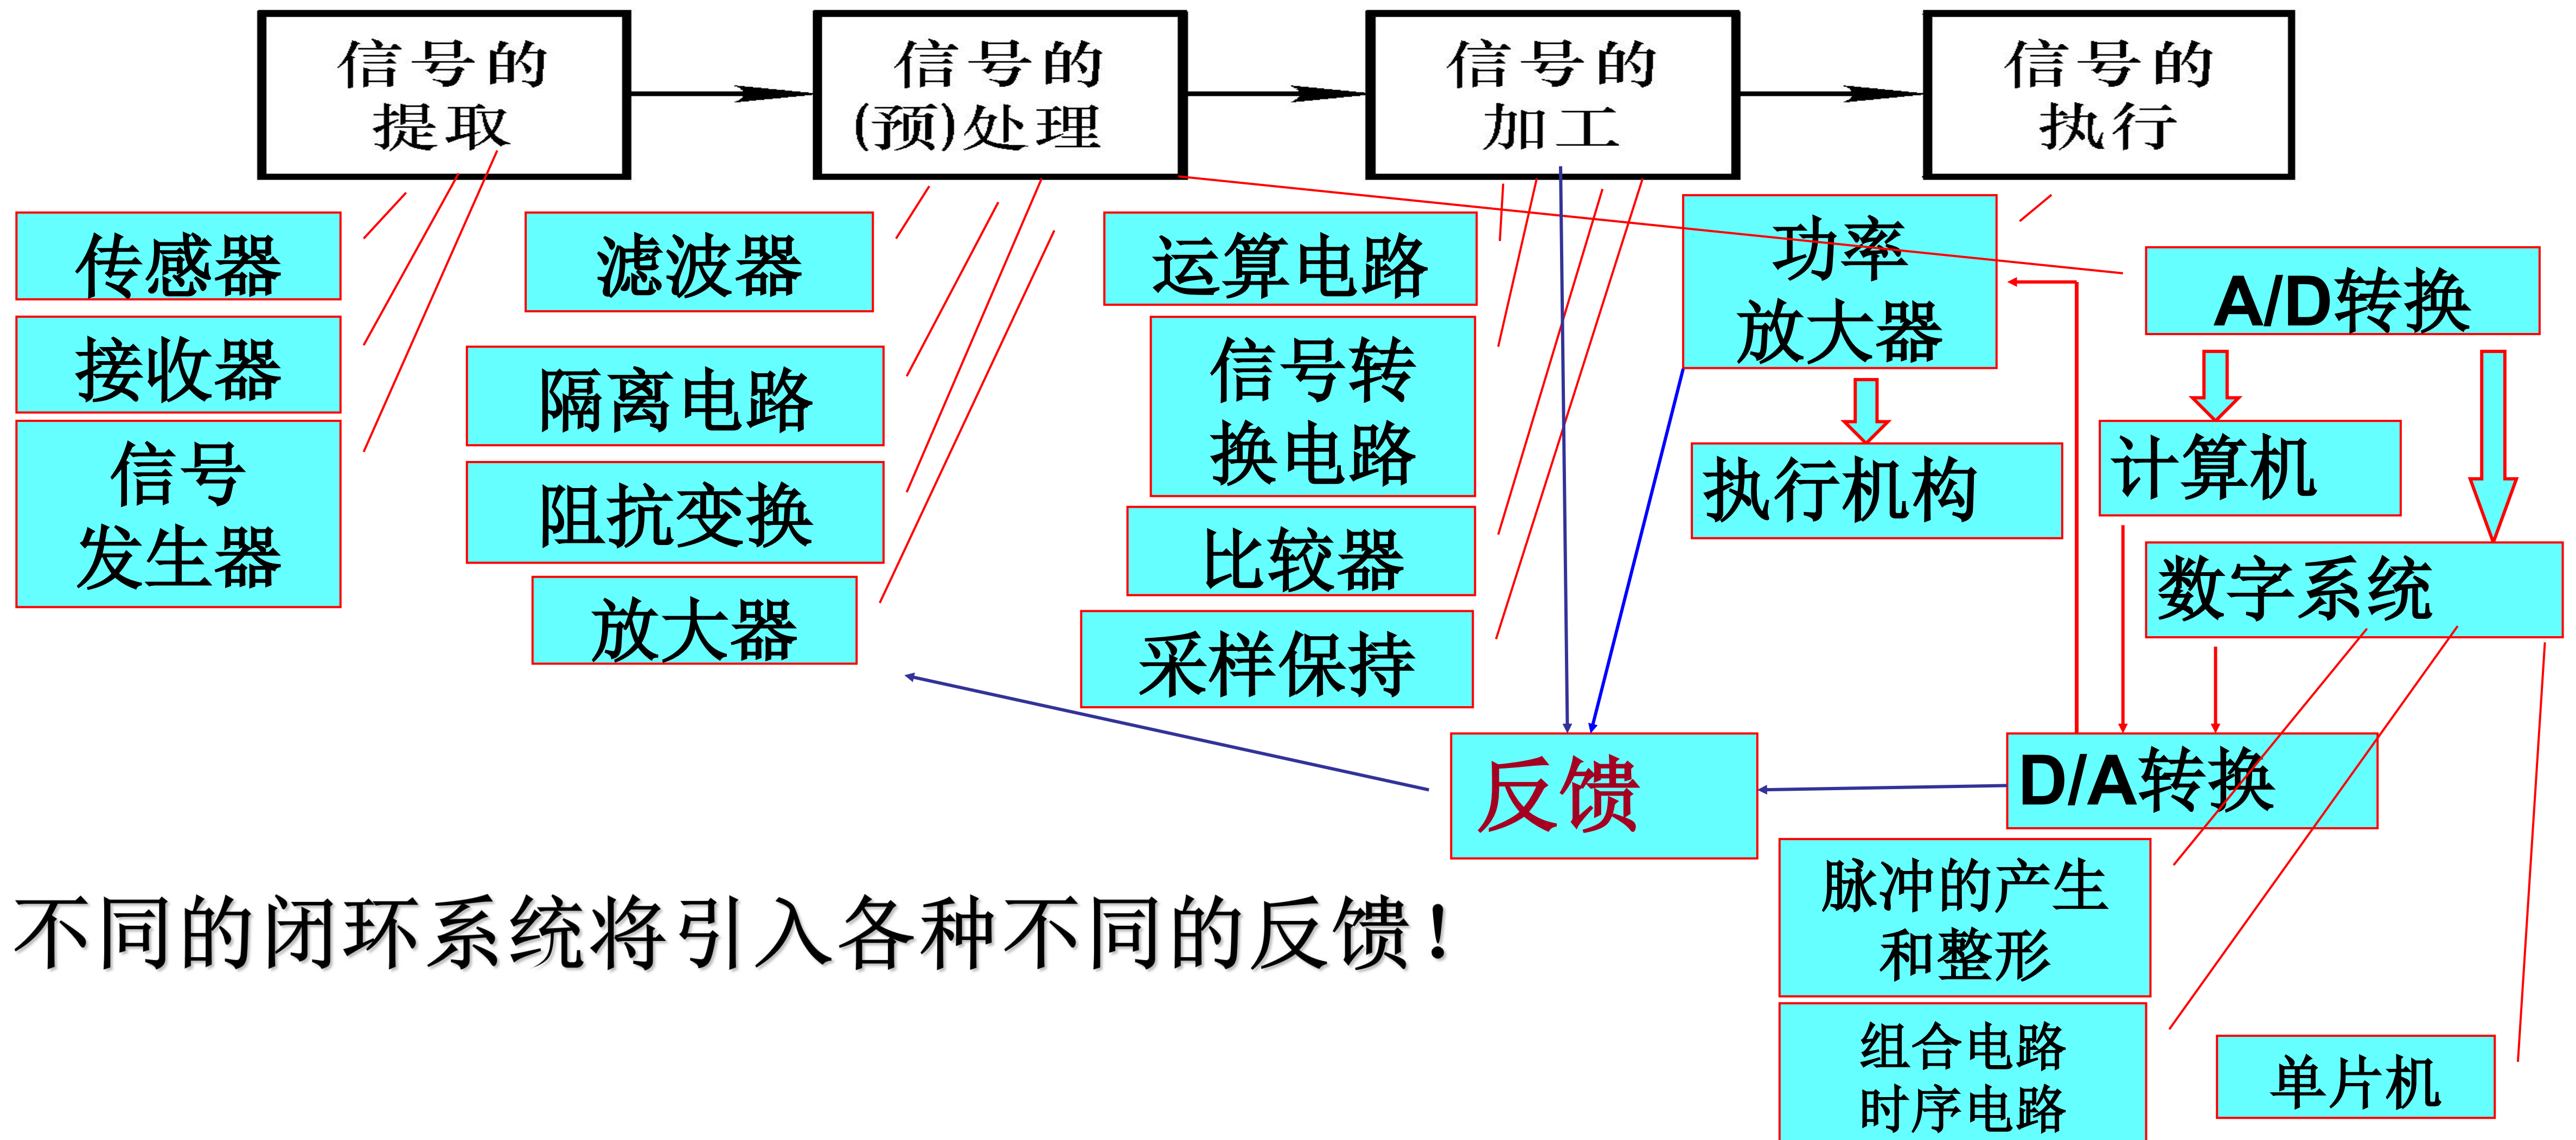 信号的
提取
信号的
(预)处理
信号的
加工
信号的
执行
传感器
接收器
信号
发生器
滤波器
隔离电路
阻抗变换
放大器
运算电路
信号转
换电路
比较器
采样保持
功率
放大器
执行机构
A/D转换
计算机
数字系统
D/A转换
反馈
脉冲的产生
和整形
组合电路
时序电路
单片机
不同的闭环系统将引入各种不同的反馈！